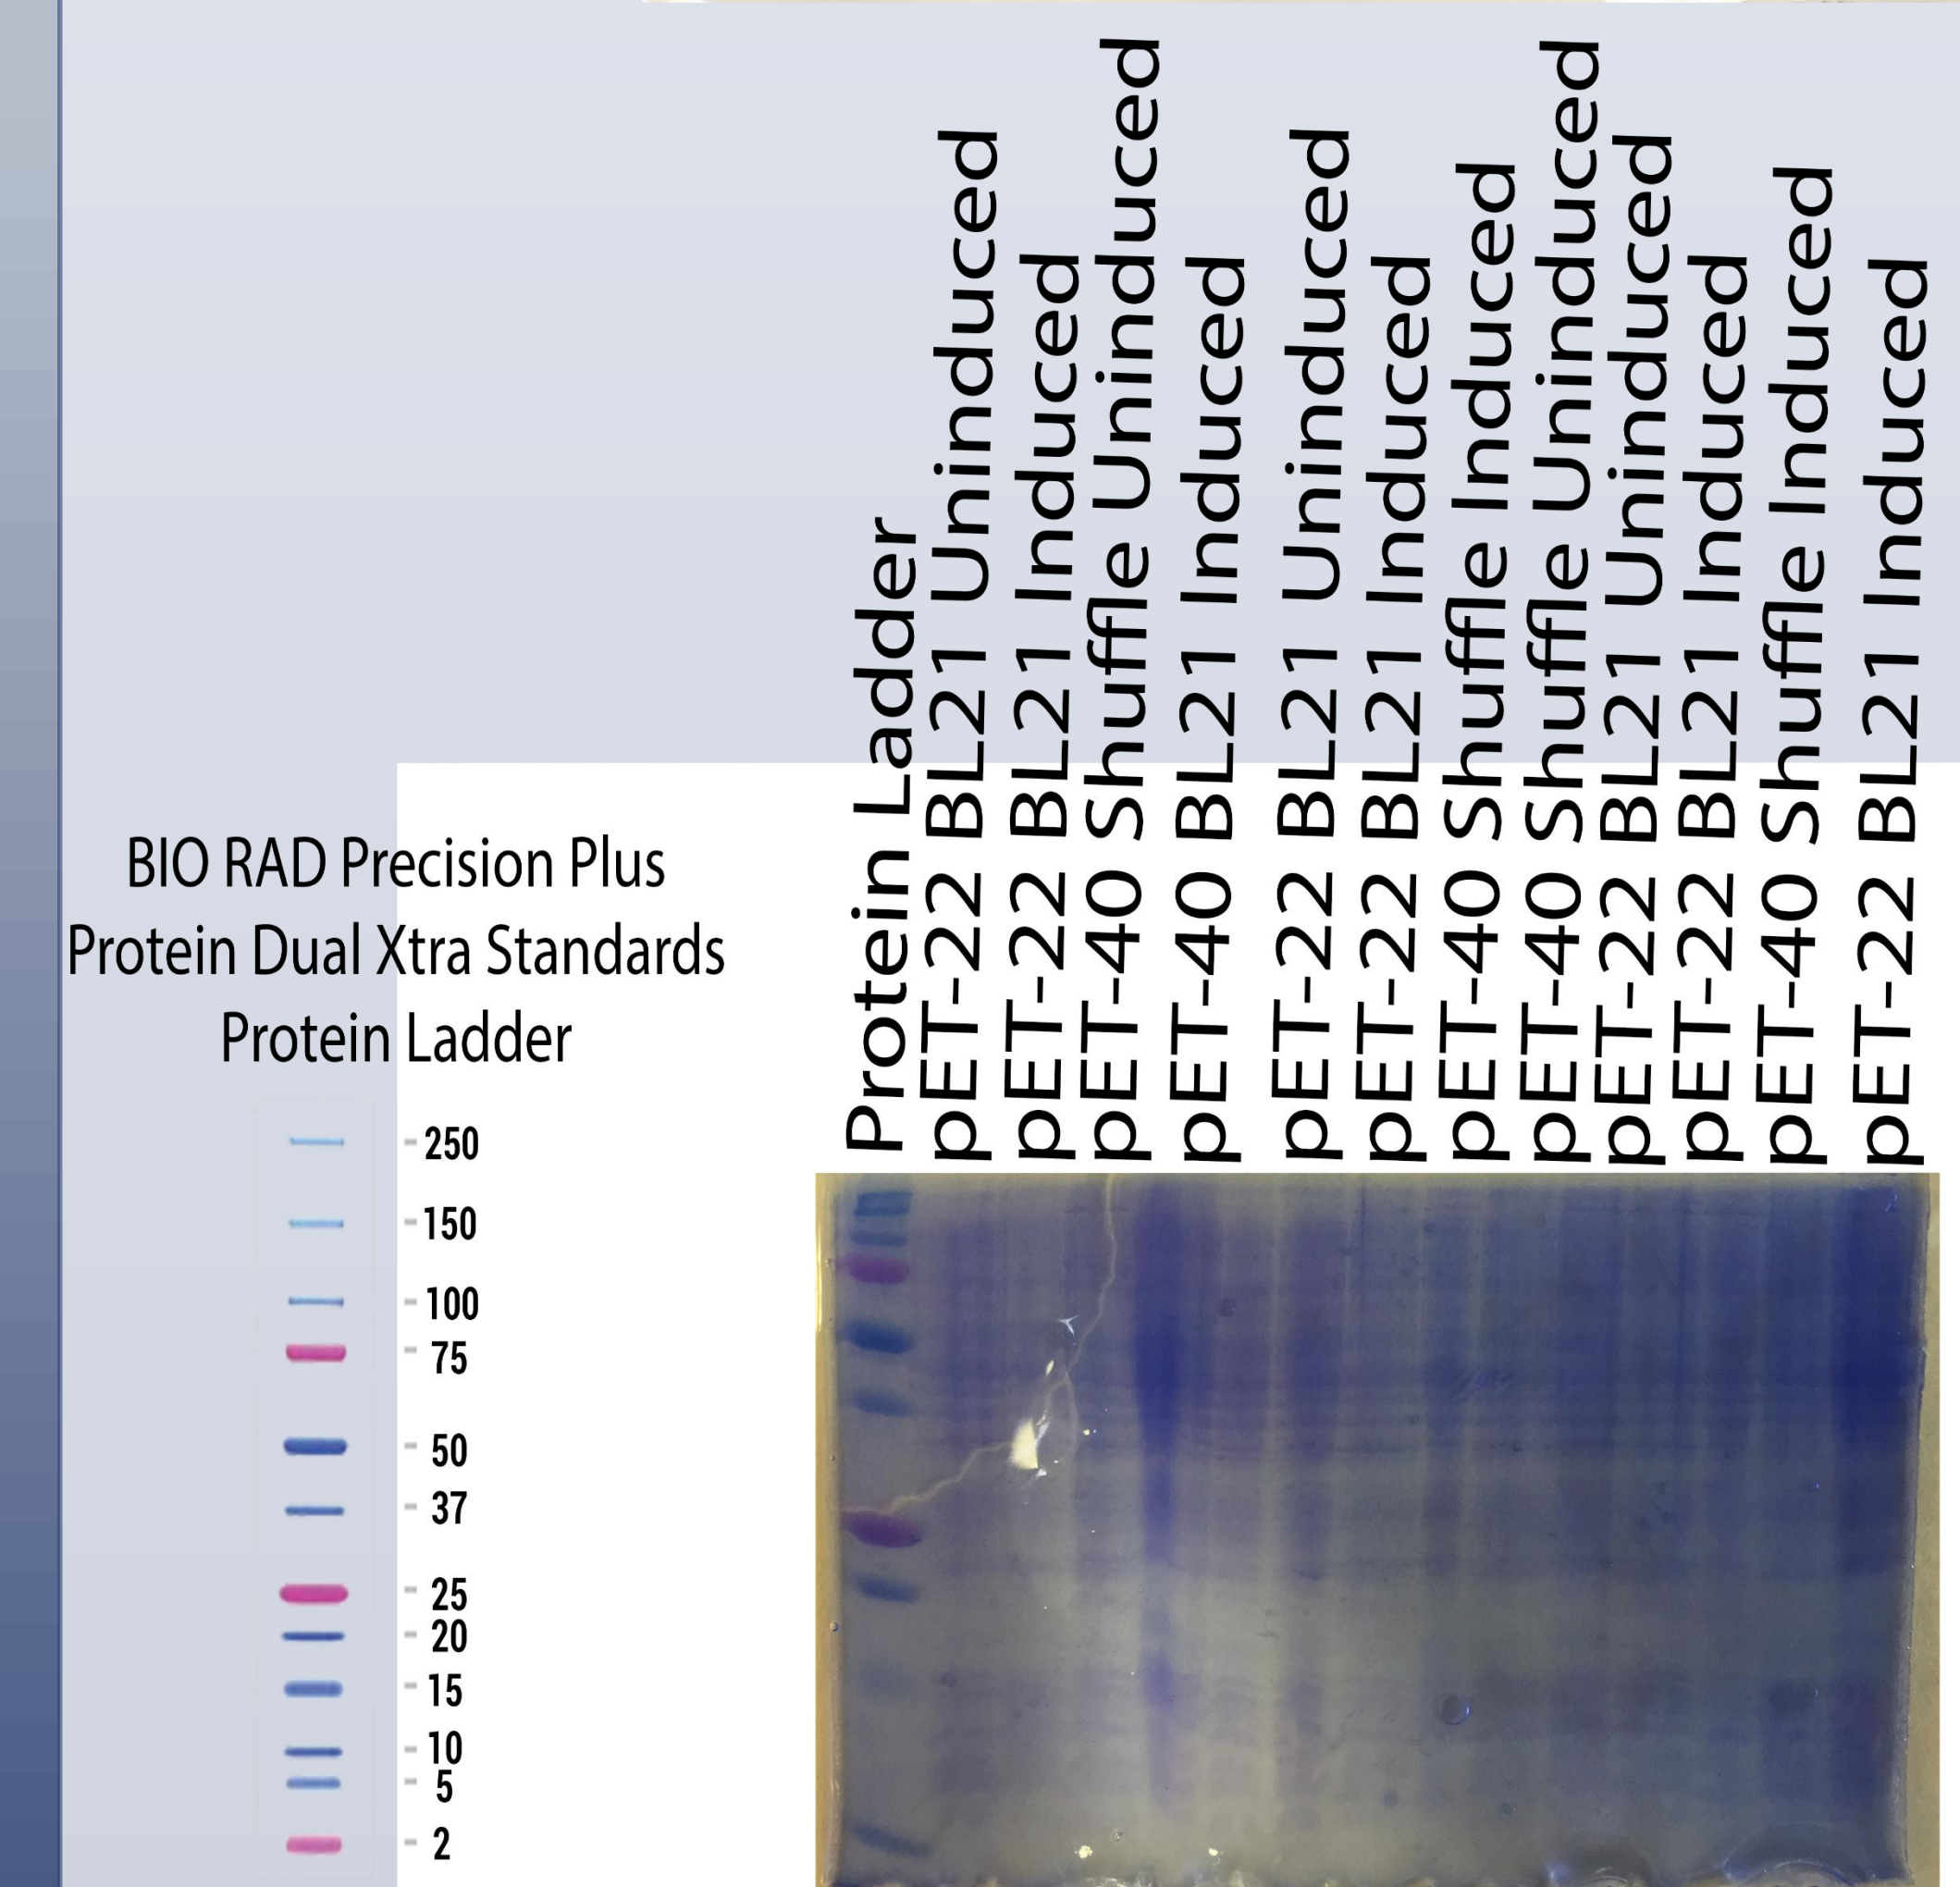 Protein Ladder
pET-22 BL21 Uninduced
pET-22 BL21 Induced
pET-40 Shuffle Uninduced
pET-40 BL21 Induced
pET-22 BL21 Uninduced
pET-22 BL21 Induced
pET-40 Shuffle Induced
pET-40 Shuffle Uninduced
pET-22 BL21 Uninduced
pET-22 BL21 Induced
pET-40 Shuffle Induced
pET-22 BL21 Induced
BIO RAD Precision Plus
Protein Dual Xtra Standards
Protein Ladder
250
150
100
75
50
37
25
20
15
10
5
2